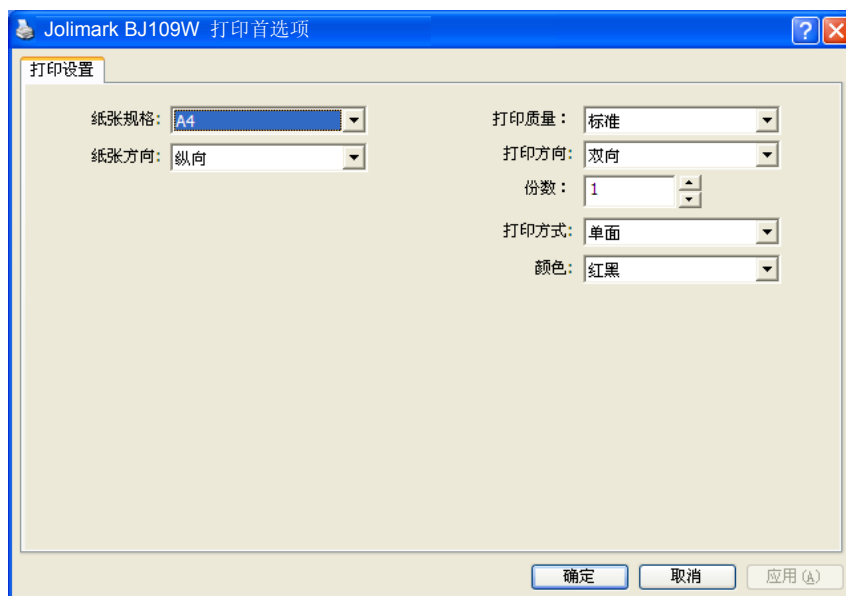 Jolimark BJ109W 打印首选项
打印设置
纸张规格: A4
纸张方向: 纵向
打印质量： 标准
打印方向: 双向
份数： 1
打印方式: 单面
颜色: 红黑
确定 取消 应用(A)